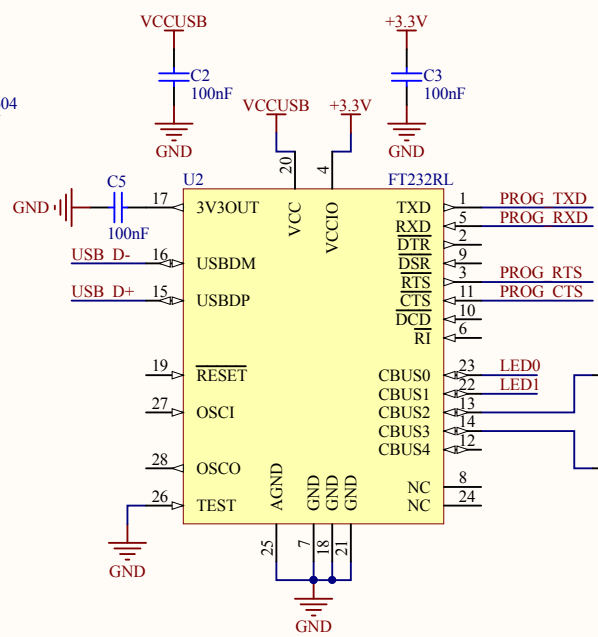 VCCUSB
+3.3V
C2
100nF
C3
100nF
04
GND
GND
VCCUSB
+3.3V
20
4
C5
U2
FT232RL
GND
100nF
17
3V3OUT
VCC
VCCIO
TXD
1
PROG_TXD
RXD
5
PROG_RXD
DTR
2
USB_D-
16
USBDM
DSR
9
RTS
3
PROG_RTS
USB_D+
15
USBDP
CTS
11
PROG_CTS
DCD
10
RI
6
19
RESET
CBUS0
23
LED0
CBUS1
22
LED1
27
OSCI
CBUS2
13
CBUS3
14
CBUS4
12
28
OSCO
NC
8
26
TEST
NC
24
AGND
GND
GND
GND
25
7
18
21
GND
GND